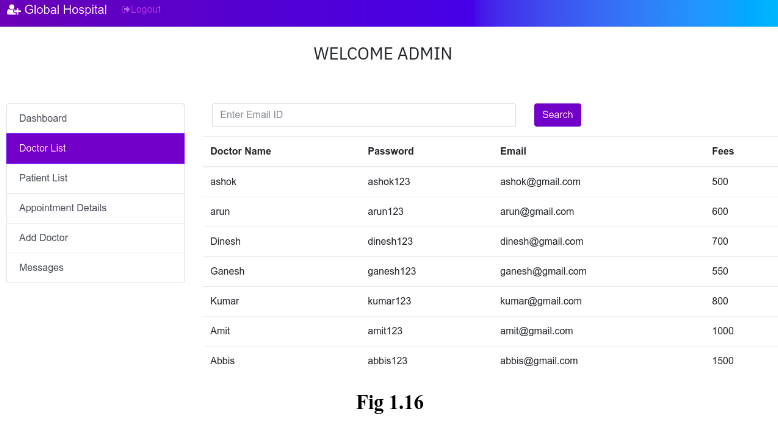 Global Hospital Logout
WELCOME ADMIN
Dashboard
Doctor List
Patient List
Appointment Details
Add Doctor
Messages
Enter Email ID Search
Doctor Name Password Email Fees
ashok ashok123 ashok@gmail.com 500
arun arun123 arun@gmail.com 600
Dinesh dinesh123 dinesh@gmail.com 700
Ganesh ganesh123 ganesh@gmail.com 550
Kumar kumar123 kumar@gmail.com 800
Amit amit123 amit@gmail.com 1000
Abbis abbis123 abbis@gmail.com 1500
Fig 1.16